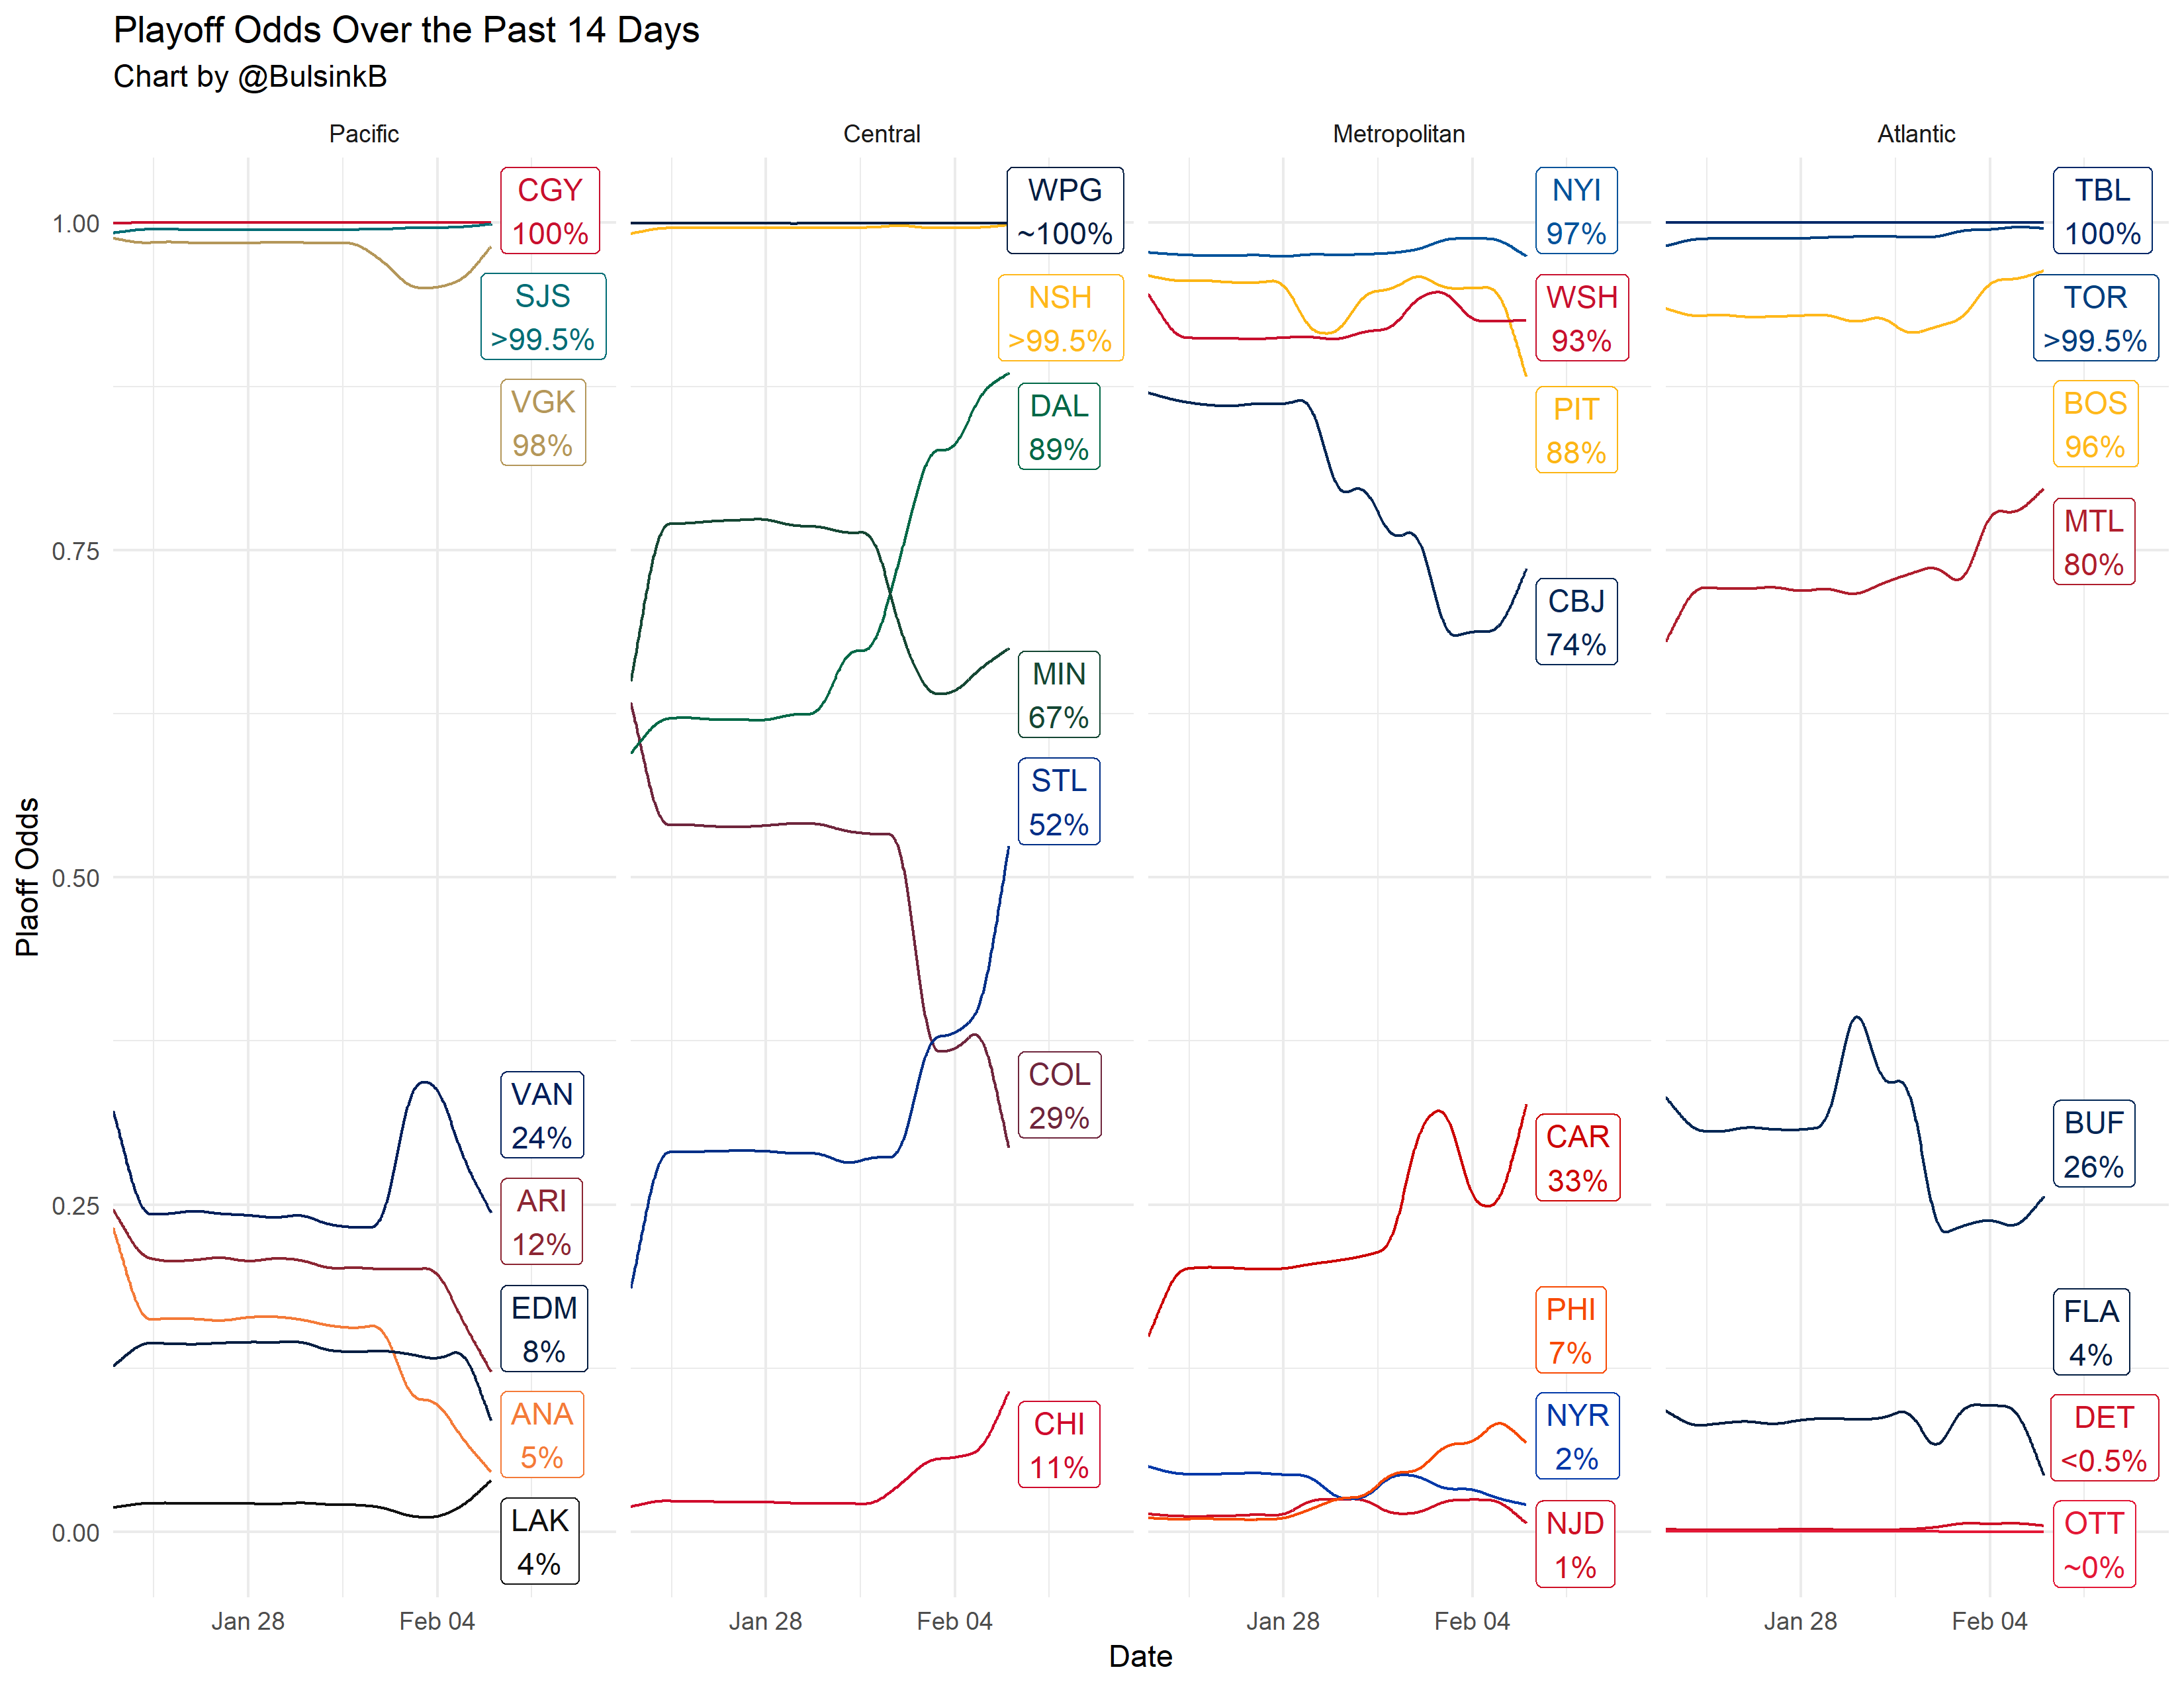 Playoff Odds Over the Past 14 Days
Chart by @BulsinkB
Pacific
Central
Metropolitan
Atlantic
Plaoff Odds
1.00
0.75
0.50
0.25
0.00
CGY
100%
SJS
>99.5%
VGK
98%
VAN
24%
ARI
12%
EDM
8%
ANA
5%
LAK
4%
WPG
~100%
NSH
>99.5%
DAL
89%
MIN
67%
STL
52%
COL
29%
CHI
11%
NYI
97%
WSH
93%
PIT
88%
CBJ
74%
CAR
33%
PHI
7%
NYR
2%
NJD
1%
TBL
100%
TOR
>99.5%
BOS
96%
MTL
80%
BUF
26%
FLA
4%
DET
<0.5%
OTT
~0%
Jan 28
Feb 04
Jan 28
Feb 04
Jan 28
Feb 04
Jan 28
Feb 04
Date